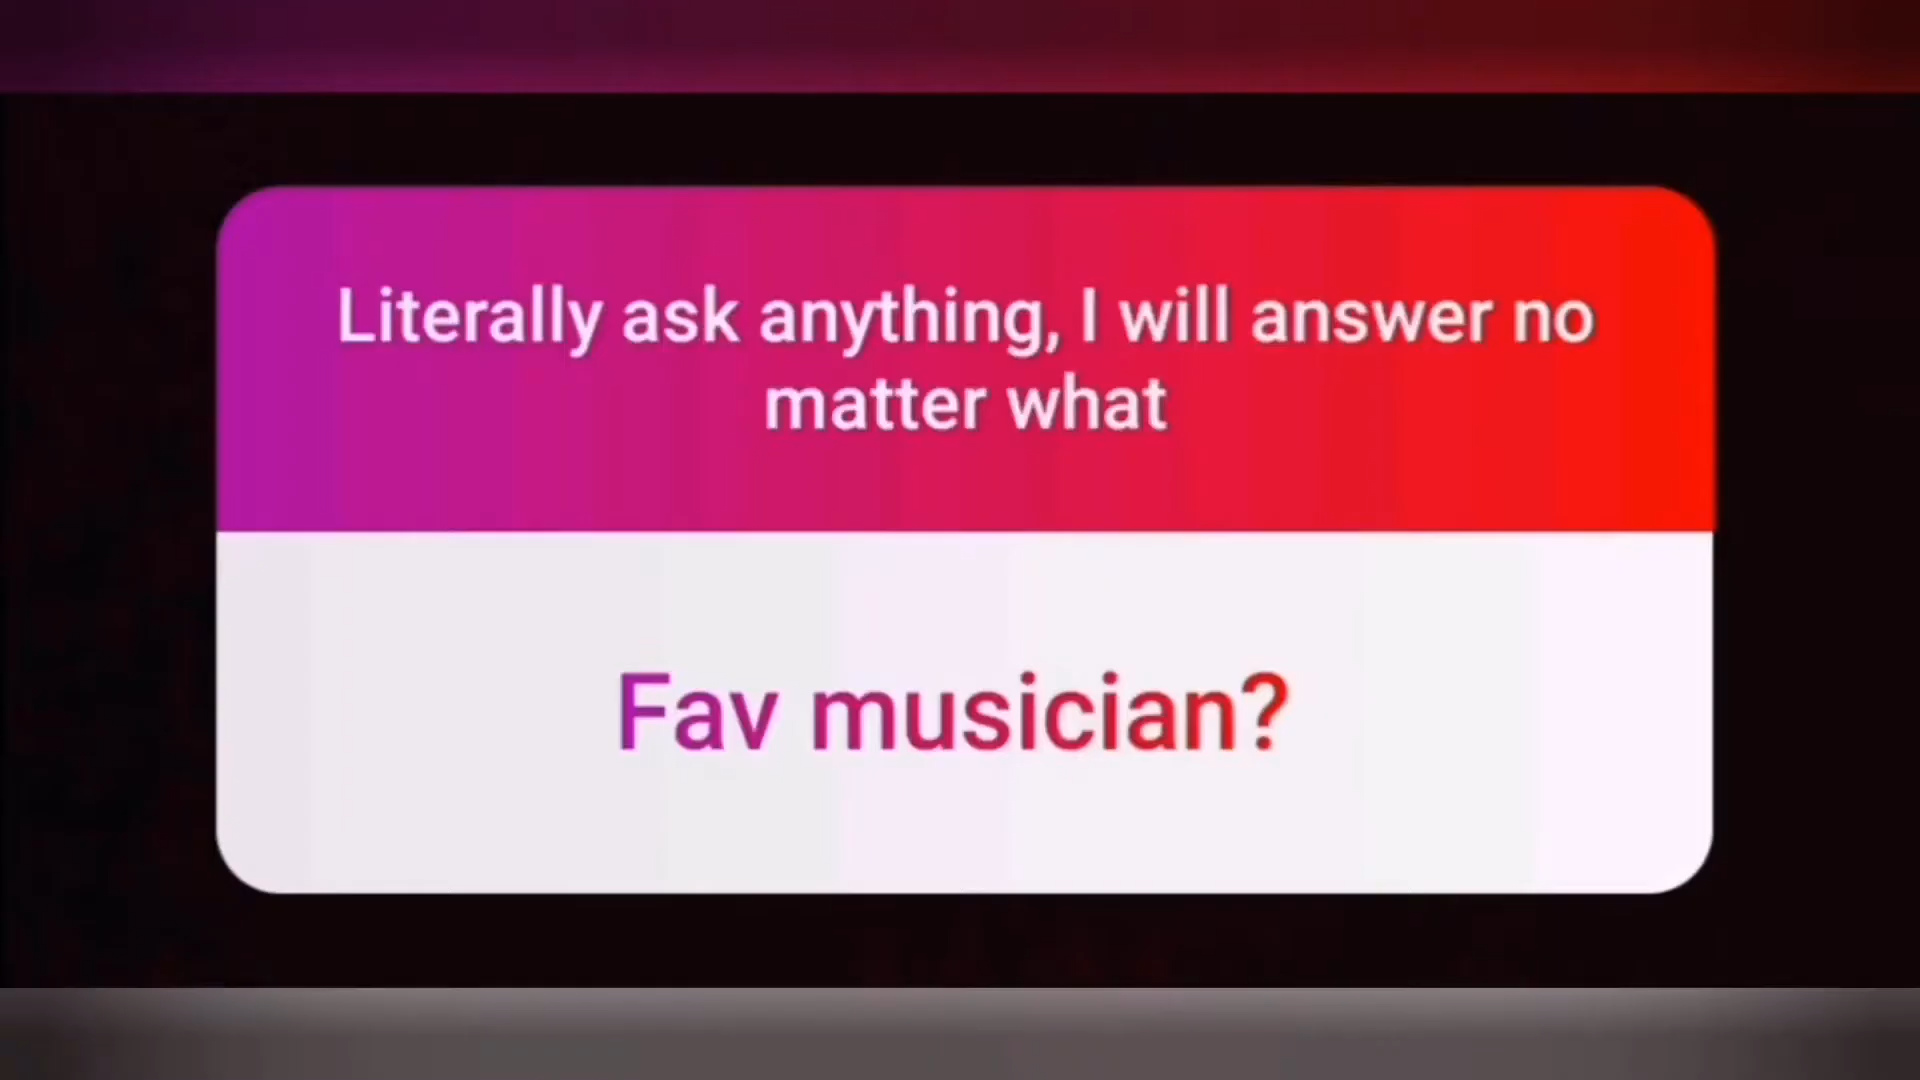 Literally ask anything, I will answer no
matter what
Fav musician?